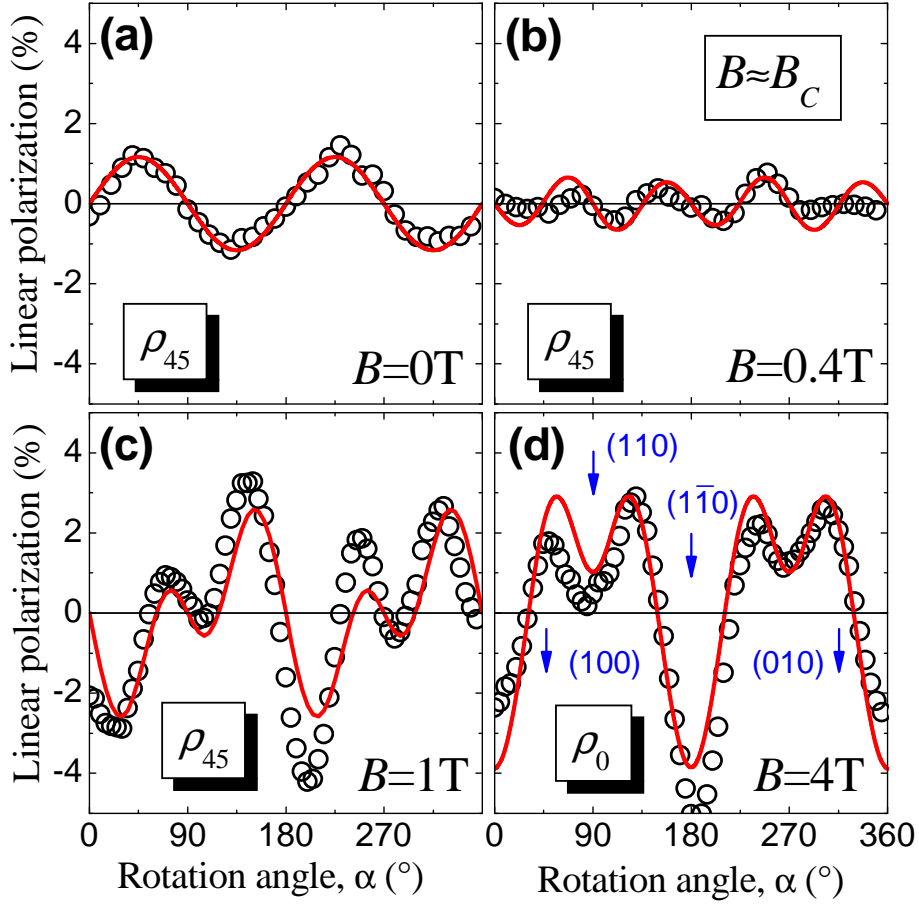 (a)
(b)
B≈B_C
ρ₄₅
B=0T
ρ₄₅
B=0.4T
Linear polarization (%)
4
2
0
-2
-4
(c)
(d)
(110)
(11̄0)
(100)
(010)
ρ₄₅
B=1T
ρ₀
B=4T
Linear polarization (%)
4
2
0
-2
-4
0 90 180 270
0 90 180 270 360
Rotation angle, α (°)
Rotation angle, α (°)